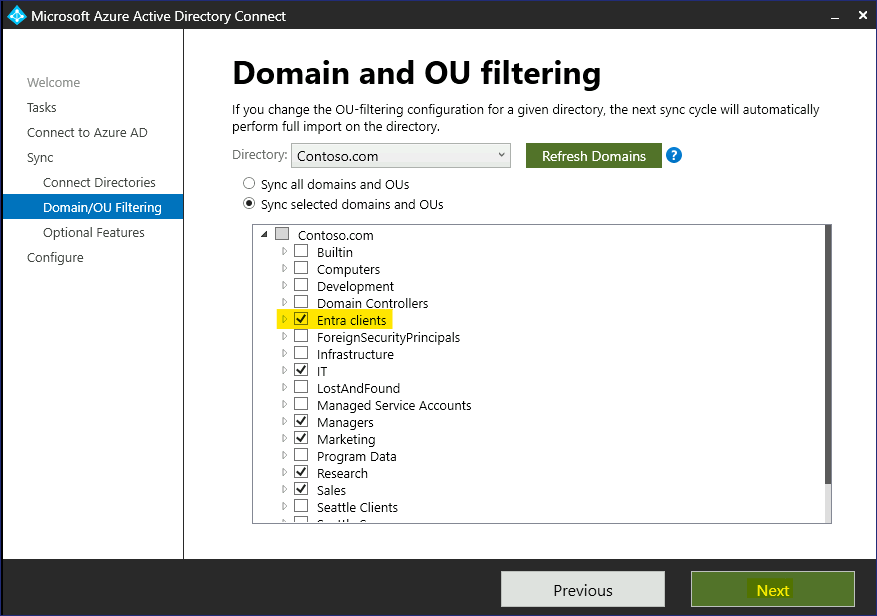 Microsoft Azure Active Directory Connect
Welcome
Tasks
Connect to Azure AD
Sync
Connect Directories
Domain/OU Filtering
Optional Features
Configure
Domain and OU filtering
If you change the OU-filtering configuration for a given directory, the next sync cycle will automatically
perform full import on the directory.
Directory: Contoso.com Refresh Domains ?
Sync all domains and OUs
Sync selected domains and OUs
Contoso.com
Builtin
Computers
Development
Domain Controllers
Entra clients
ForeignSecurityPrincipals
Infrastructure
IT
LostAndFound
Managed Service Accounts
Managers
Marketing
Program Data
Research
Sales
Seattle Clients
Previous Next